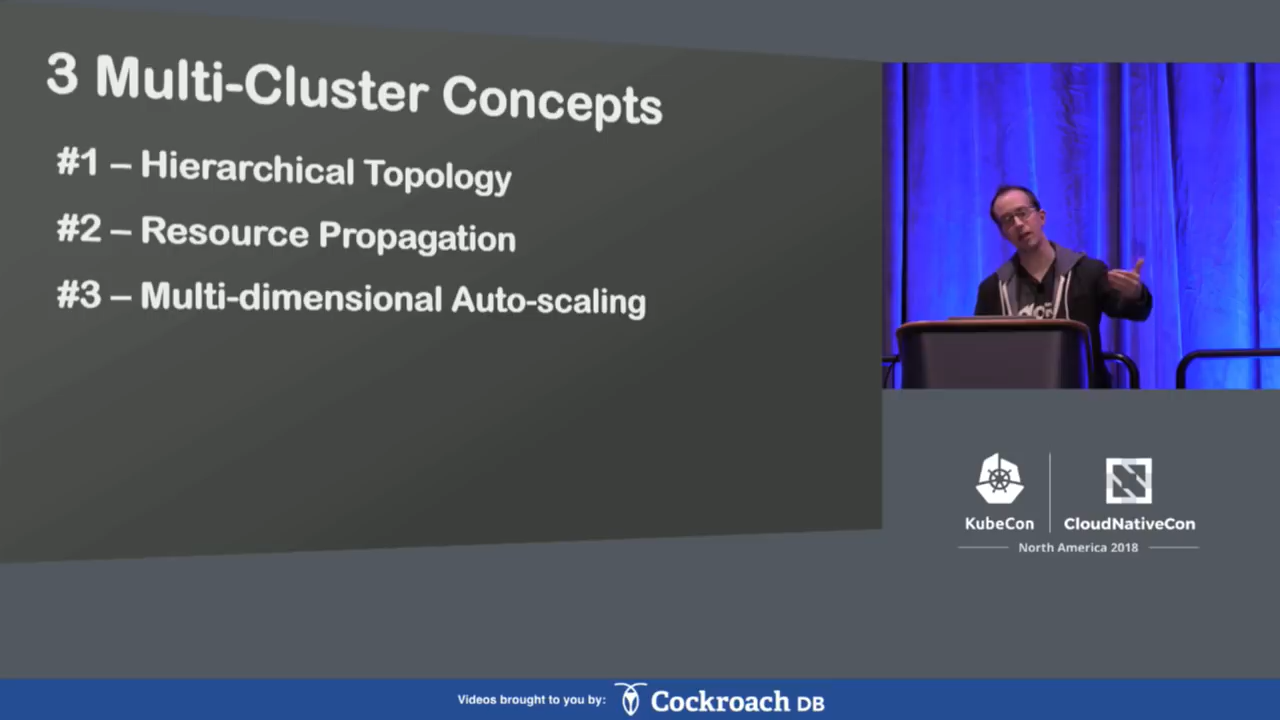 3 Multi-Cluster Concepts
#1 – Hierarchical Topology
#2 – Resource Propagation
#3 – Multi-dimensional Auto-scaling
KubeCon
CloudNativeCon
North America 2018
Videos brought to you by:
Cockroach DB